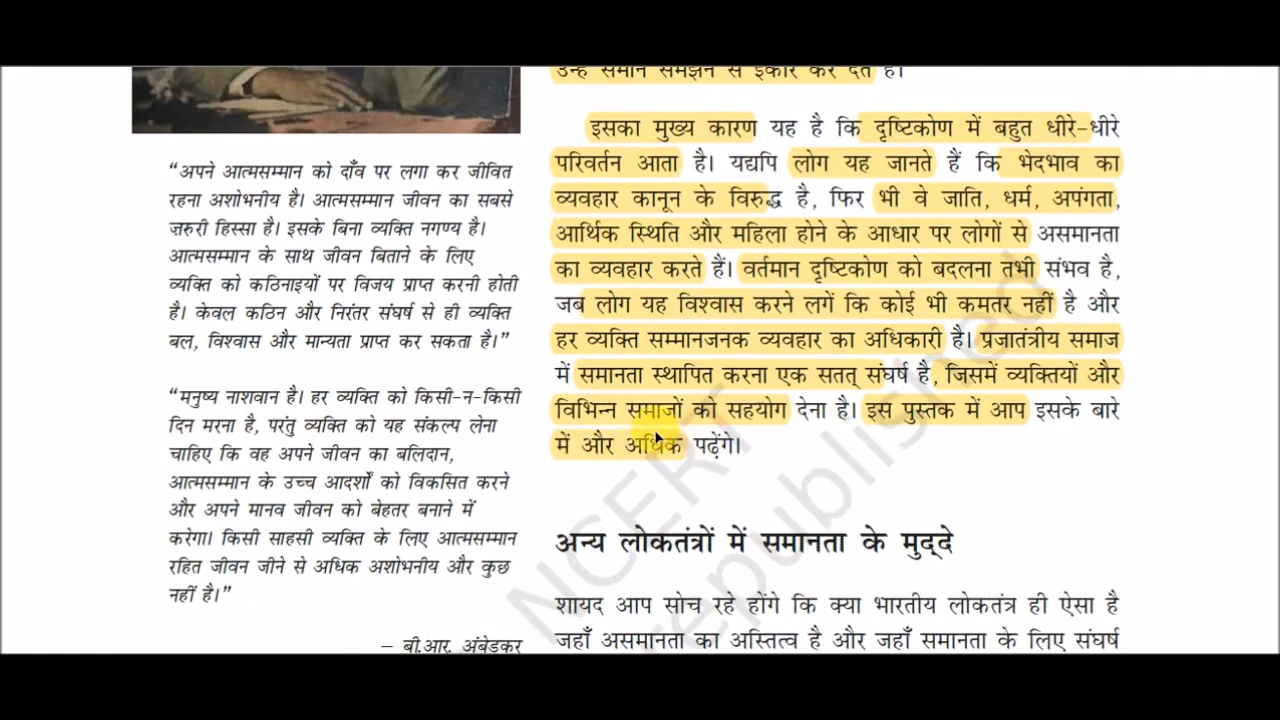 “अपने आत्मसम्मान को दाँव पर लगा कर जीवित
रहना अशोभनीय है। आत्मसम्मान जीवन का सबसे
जरुरी हिस्सा है। इसके बिना व्यक्ति नगण्य है।
आत्मसम्मान के साथ जीवन बिताने के लिए
व्यक्ति को कठिनाइयों पर विजय प्राप्त करनी होती
है। केवल कठिन और निरंतर संघर्ष से ही व्यक्ति
बल, विश्वास और मान्यता प्राप्त कर सकता है।”
“मनुष्य नाशवान है। हर व्यक्ति को किसी-न-किसी
दिन मरना है, परंतु व्यक्ति को यह संकल्प लेना
चाहिए कि वह अपने जीवन का बलिदान,
आत्मसम्मान के उच्च आदर्शों को विकसित करने
और अपने मानव जीवन को बेहतर बनाने में
करेगा। किसी साहसी व्यक्ति के लिए आत्मसम्मान
रहित जीवन जीने से अधिक अशोभनीय और कुछ
नहीं है।”
– बी.आर. अंबेडकर
उन्हें समान समझने से इंकार कर देते हैं।
इसका मुख्य कारण यह है कि दृष्टिकोण में बहुत धीरे-धीरे
परिवर्तन आता है। यद्यपि लोग यह जानते हैं कि भेदभाव का
व्यवहार कानून के विरुद्ध है, फिर भी वे जाति, धर्म, अपंगता,
आर्थिक स्थिति और महिला होने के आधार पर लोगों से असमानता
का व्यवहार करते हैं। वर्तमान दृष्टिकोण को बदलना तभी संभव है,
जब लोग यह विश्वास करने लगें कि कोई भी कमतर नहीं है और
हर व्यक्ति सम्मानजनक व्यवहार का अधिकारी है। प्रजातंत्रीय समाज
में समानता स्थापित करना एक सतत् संघर्ष है, जिसमें व्यक्तियों और
विभिन्न समाजों को सहयोग देना है। इस पुस्तक में आप इसके बारे
में और अधिक पढ़ेंगे।
अन्य लोकतंत्रों में समानता के मुद्दे
शायद आप सोच रहे होंगे कि क्या भारतीय लोकतंत्र ही ऐसा है
जहाँ असमानता का अस्तित्व है और जहाँ समानता के लिए संघर्ष
NCERT
republished